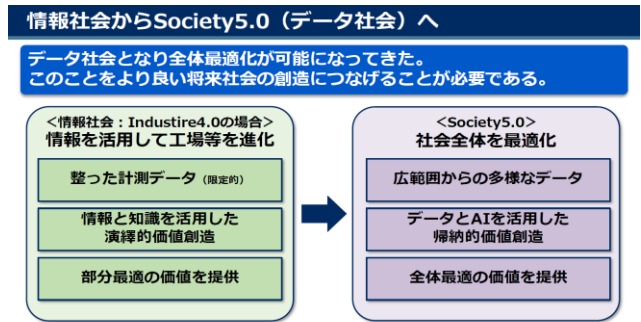 情報社会からSociety5.0（データ社会）へ
データ社会となり全体最適化が可能になってきた。
このことをより良い将来社会の創造につなげることが必要である。
<情報社会：Industire4.0の場合>
情報を活用して工場等を進化
整った計測データ（限定的）
情報と知識を活用した
演繹的価値創造
部分最適の価値を提供
<Society5.0>
社会全体を最適化
広範囲からの多様なデータ
データとAIを活用した
帰納的価値創造
全体最適の価値を提供